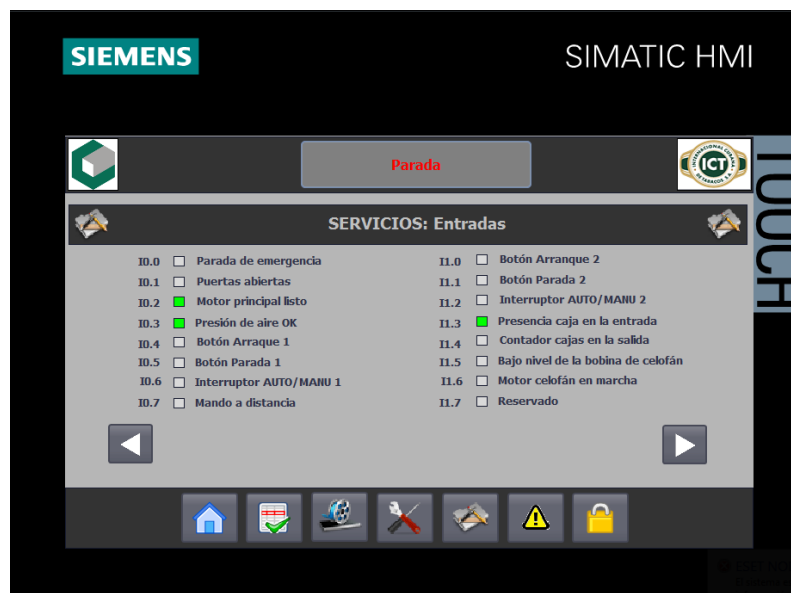 SIEMENS
SIMATIC HMI
TOUCH
Parada
INTERNACIONAL CUBANA
ICT
DE TABACOS S.A.
SERVICIOS: Entradas
I0.0 Parada de emergencia
I0.1 Puertas abiertas
I0.2 Motor principal listo
I0.3 Presión de aire OK
I0.4 Botón Arraque 1
I0.5 Botón Parada 1
I0.6 Interruptor AUTO/MANU 1
I0.7 Mando a distancia
I1.0 Botón Arranque 2
I1.1 Botón Parada 2
I1.2 Interruptor AUTO/MANU 2
I1.3 Presencia caja en la entrada
I1.4 Contador cajas en la salida
I1.5 Bajo nivel de la bobina de celofán
I1.6 Motor celofán en marcha
I1.7 Reservado